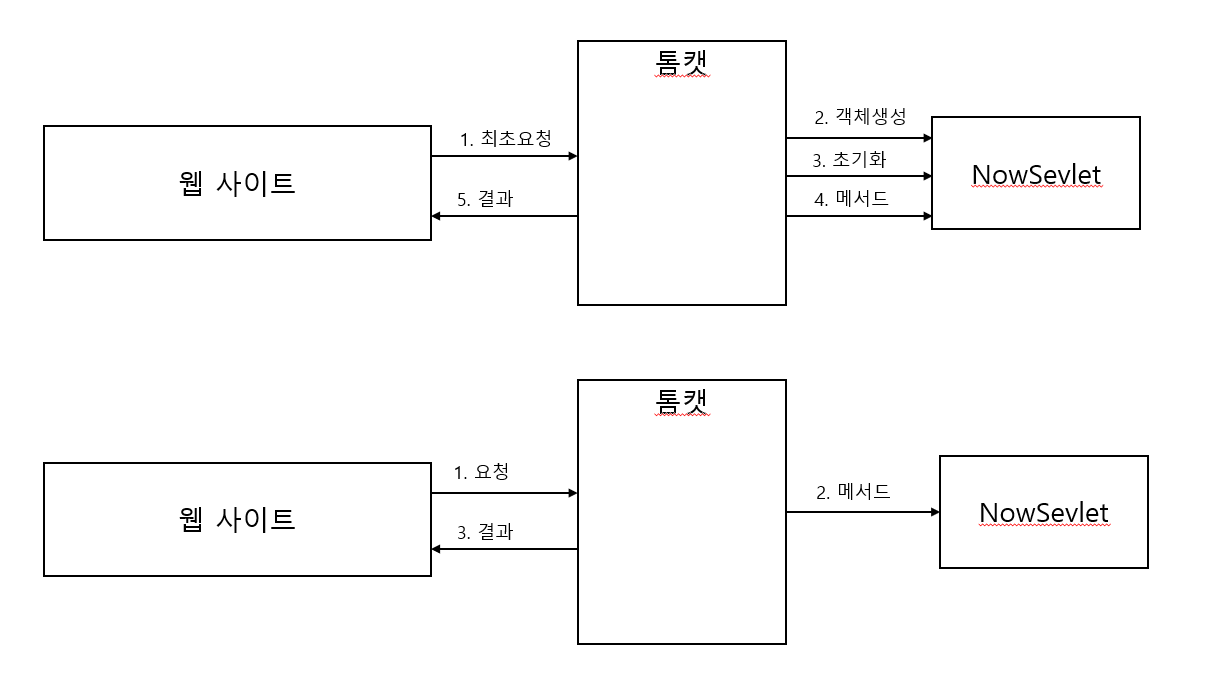 톰캣
웹 사이트
1. 최초요청
5. 결과
2. 객체생성
3. 초기화
4. 메서드
NowSevlet
톰캣
웹 사이트
1. 요청
3. 결과
2. 메서드
NowSevlet